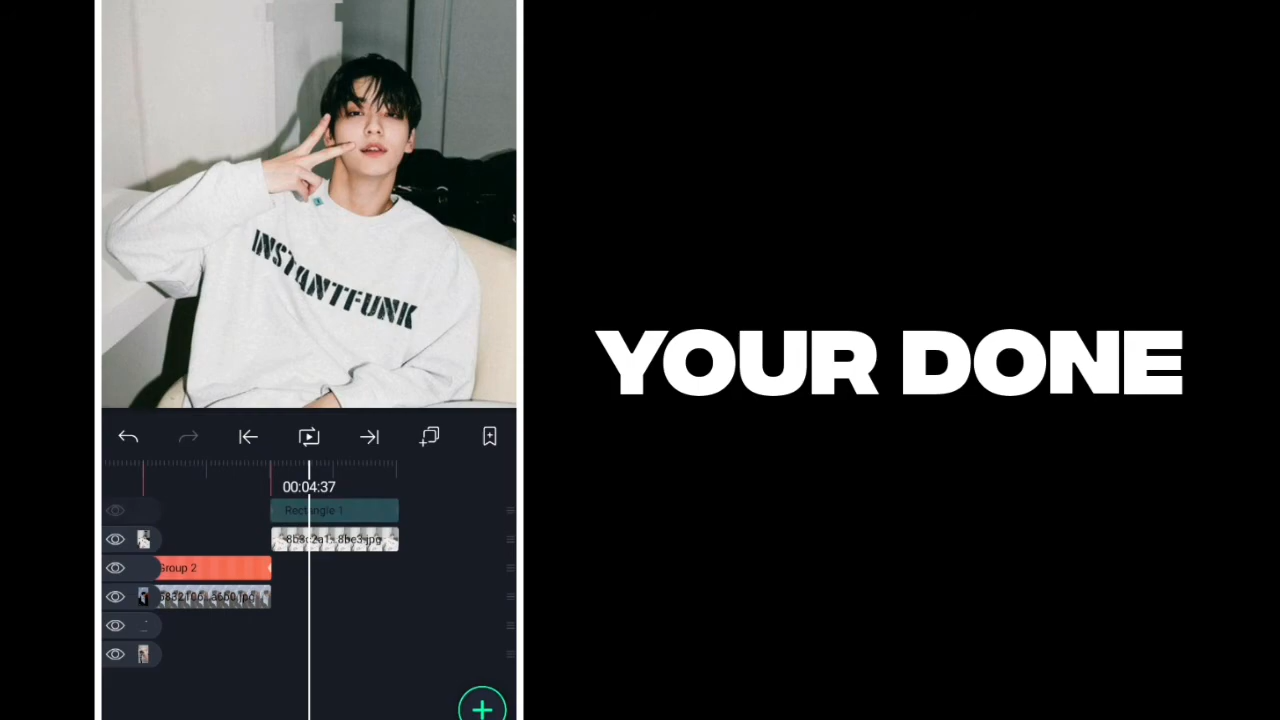 INSTANTFUNK
YOUR DONE
00:04:37
Rectangle 1
Group 2